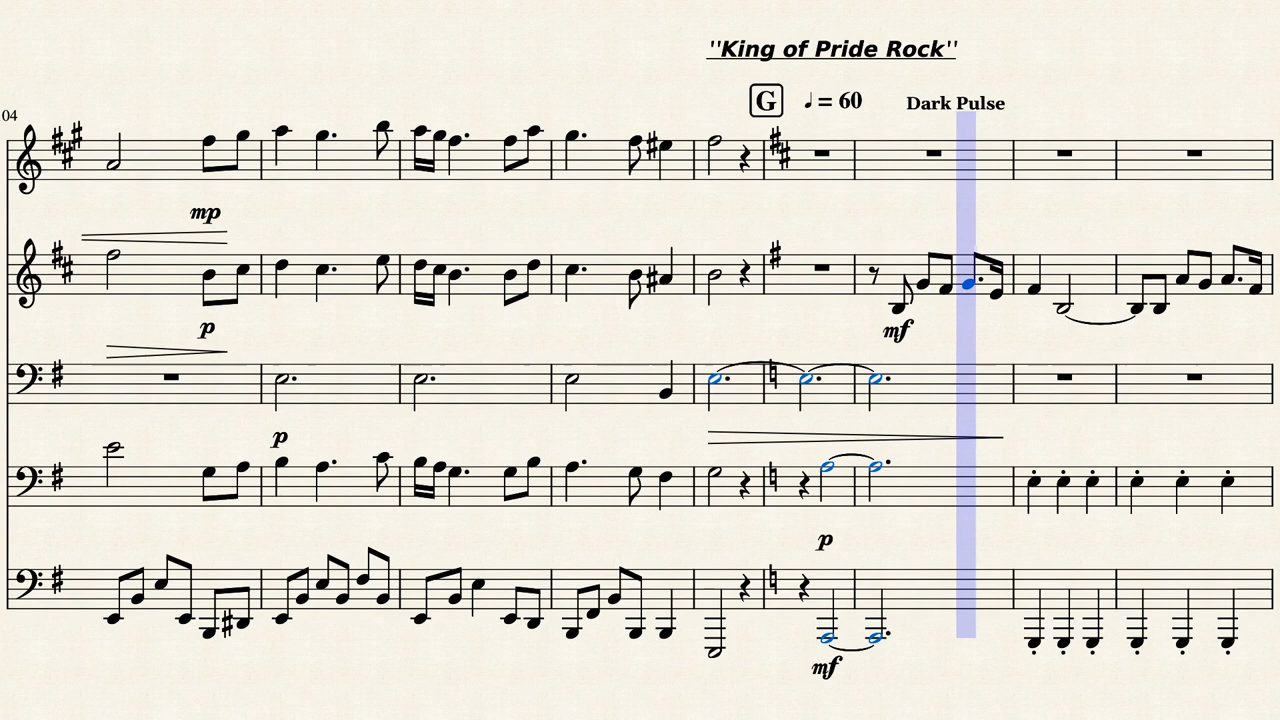 "King of Pride Rock"
G ♩ = 60 Dark Pulse
04
mp
p
mf
p
p
mf